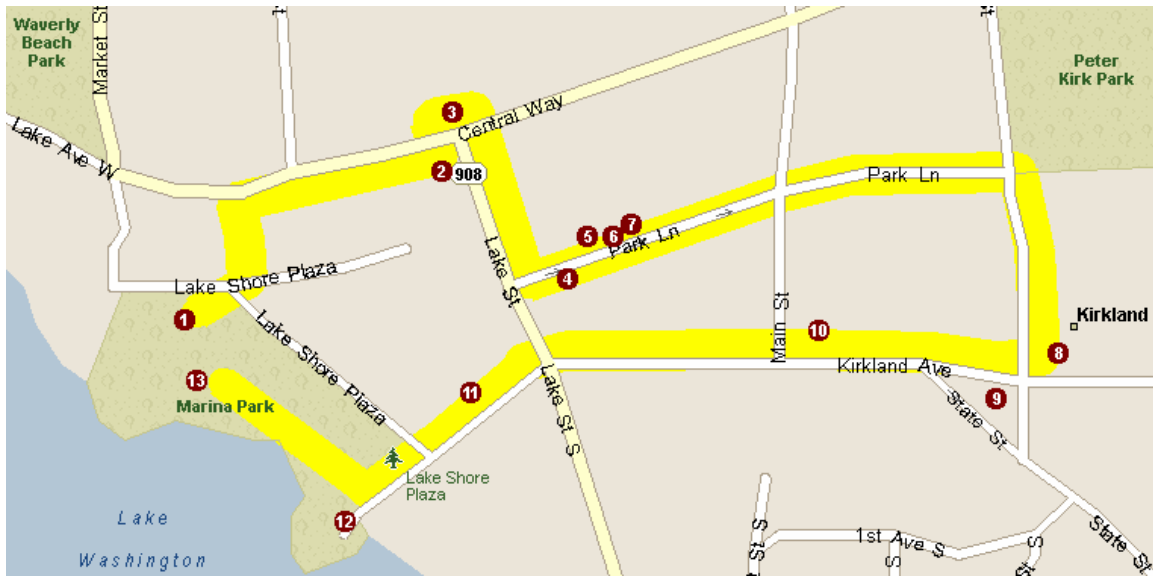 Waverly
Beach
Park
Market St
Peter
Kirk Park
3
Central Way
Lake Ave W
2
908
Park Ln
7
5
6
Park Ln
4
Lake St
Lake Shore Plaza
1
Kirkland
10
8
Main St
Kirkland Ave
Lake Shore Plaza
13
Marina Park
11
9
State St
Lake St S
Lake Shore
Plaza
12
Lake
Washington
1st Ave S
State St